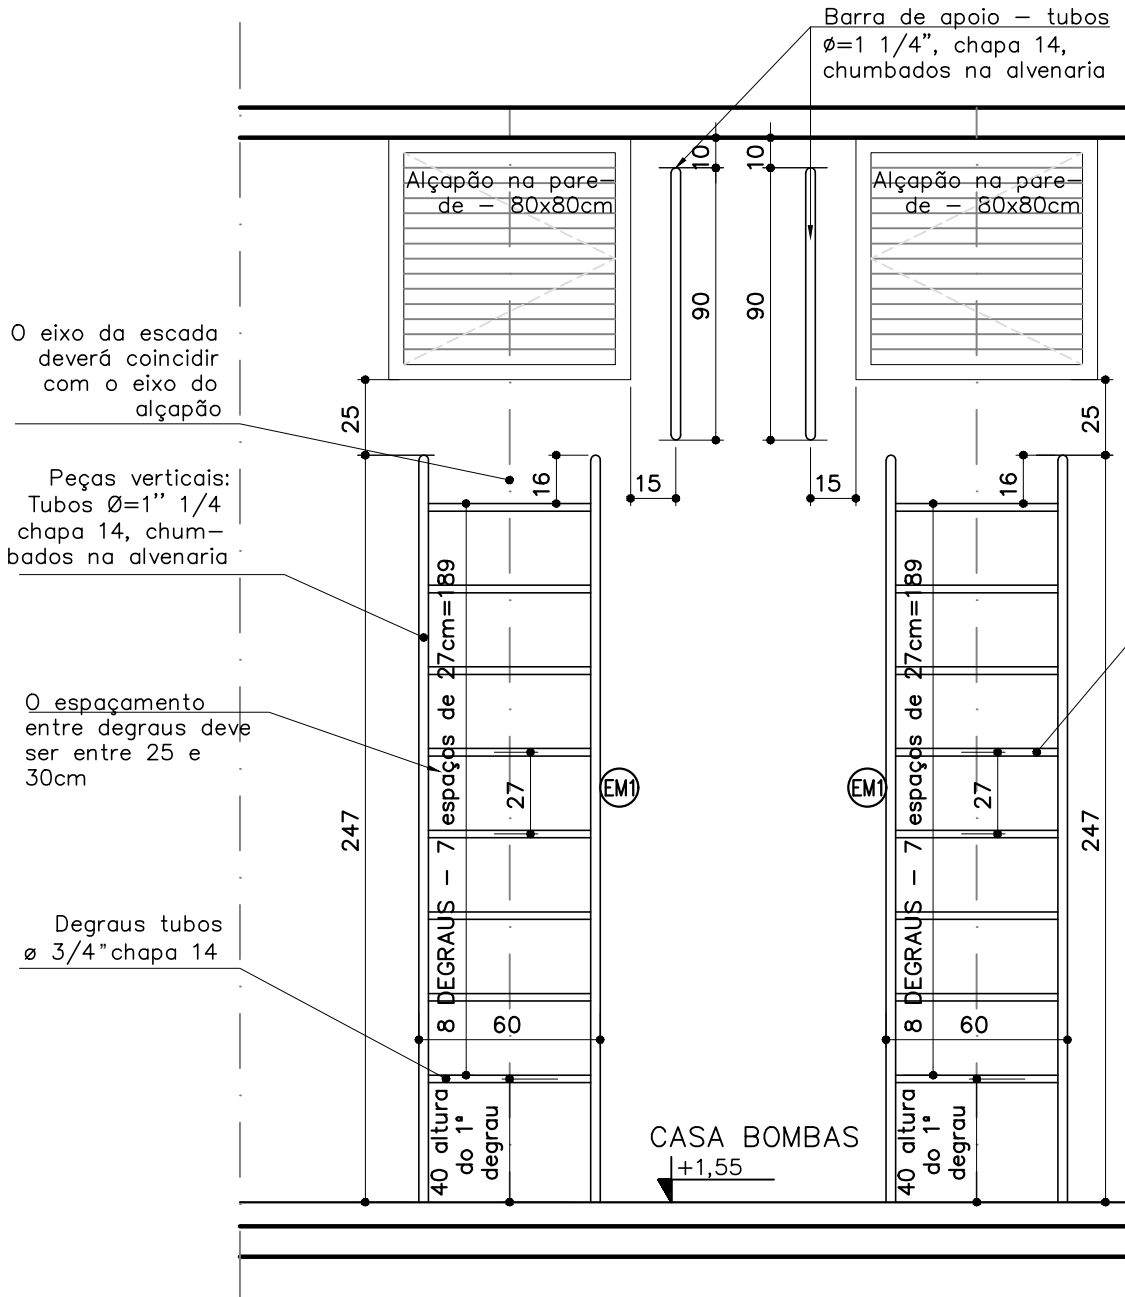 Barra de apoio – tubos
ø=1 1/4", chapa 14,
chumbados na alvenaria
10
10
Alçapão na pare–
de – 80x80cm
Alçapão na pare–
de – 80x80cm
90
90
O eixo da escada
deverá coincidir
com o eixo do
alçapão
25
25
Peças verticais:
Tubos Ø=1'' 1/4
chapa 14, chum–
bados na alvenaria
16
15
15
16
8 DEGRAUS – 7 espaços de 27cm=189
8 DEGRAUS – 7 espaços de 27cm=189
O espaçamento
entre degraus deve
ser entre 25 e
30cm
27
EM1
EM1
27
247
247
Degraus tubos
ø 3/4"chapa 14
60
60
40 altura
do 1º
degrau
40 altura
do 1º
degrau
CASA BOMBAS
+1,55